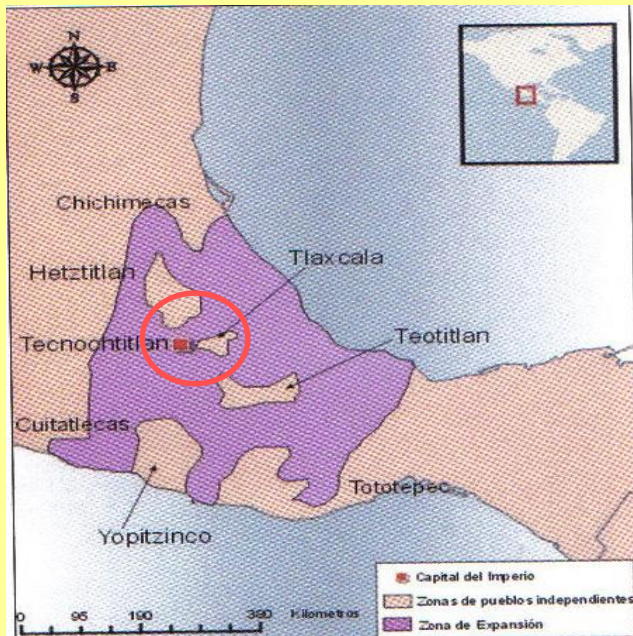 N
W E
S
Chichimecas
Tlaxcala
Hetztitlan
Teotitlan
Tecnochtitlan
Cuitatlecas
Tototepec
Yopitzinco
Capital del Imperio
Zonas de pueblos independientes
Zona de Expansión
0 95 190 380 Kilometros